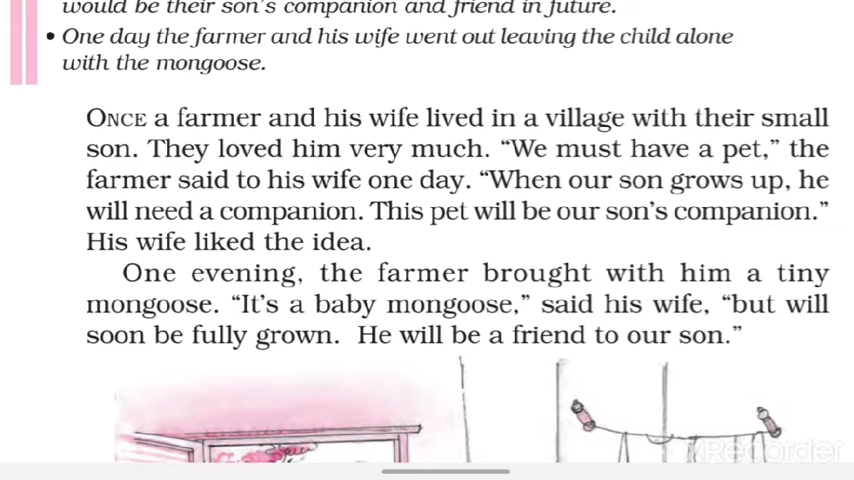 would be their son's companion and friend in future.
• One day the farmer and his wife went out leaving the child alone
with the mongoose.
ONCE a farmer and his wife lived in a village with their small
son. They loved him very much. “We must have a pet,” the
farmer said to his wife one day. “When our son grows up, he
will need a companion. This pet will be our son’s companion.”
His wife liked the idea.
One evening, the farmer brought with him a tiny
mongoose. “It’s a baby mongoose,” said his wife, “but will
soon be fully grown. He will be a friend to our son.”
XRecorder